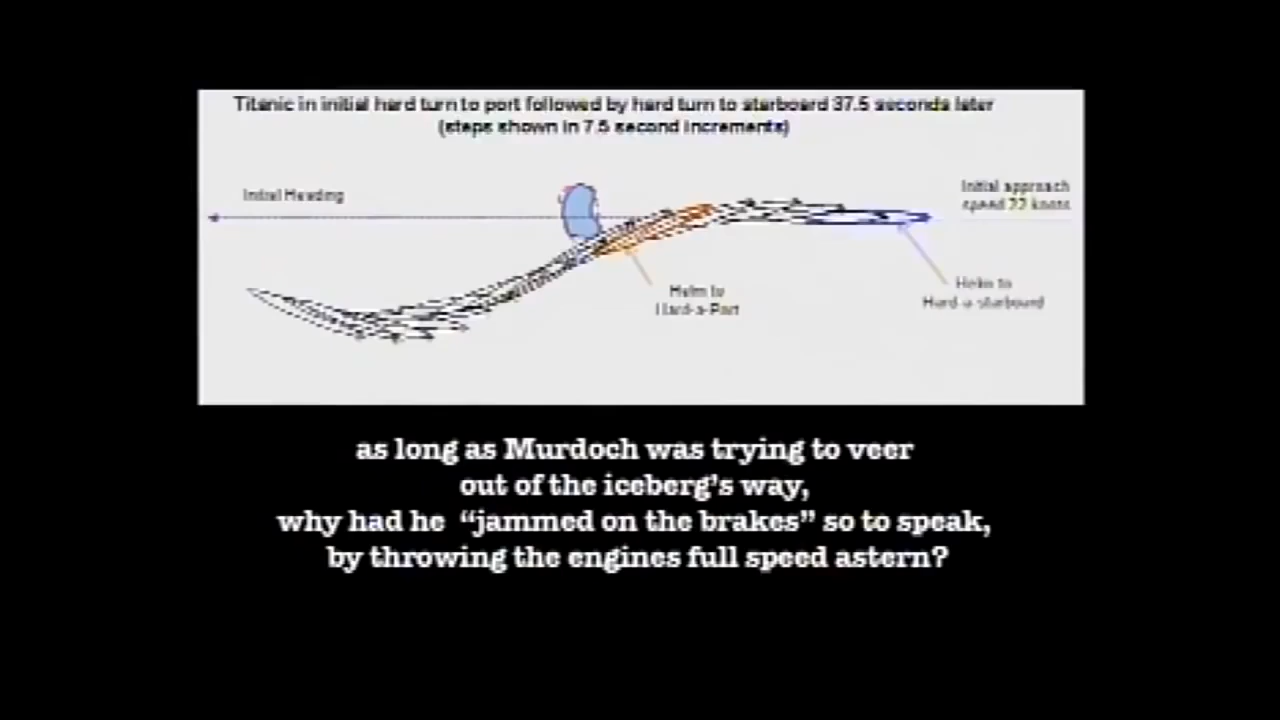 Titanic in initial hard turn to port followed by hard turn to starboard 37.5 seconds later
(steps shown in 7.5 second increments)
Initial Heading
Initial approach
speed 22 knots
Helm to
Hard-a-Port
Helm to
Hard-a-starboard
as long as Murdoch was trying to veer
out of the iceberg's way,
why had he “jammed on the brakes” so to speak,
by throwing the engines full speed astern?